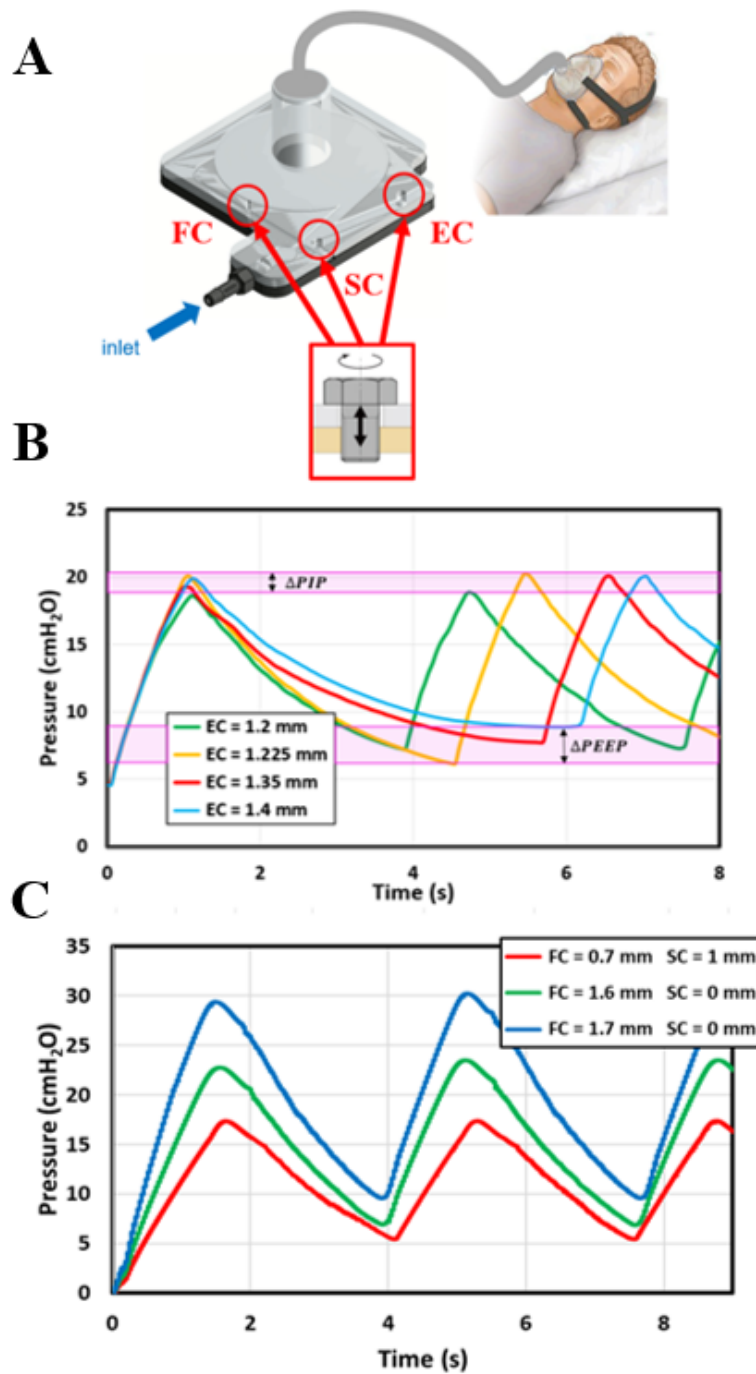 A
FC
EC
SC
inlet
B
25
20
15
10
5
0
Pressure (cmH₂O)
ΔPIP
ΔPEEP
EC = 1.2 mm
EC = 1.225 mm
EC = 1.35 mm
EC = 1.4 mm
0 2 4 6 8
Time (s)
C
35
30
25
20
15
10
5
0
Pressure (cmH₂O)
FC = 0.7 mm SC = 1 mm
FC = 1.6 mm SC = 0 mm
FC = 1.7 mm SC = 0 mm
0 2 4 6 8
Time (s)